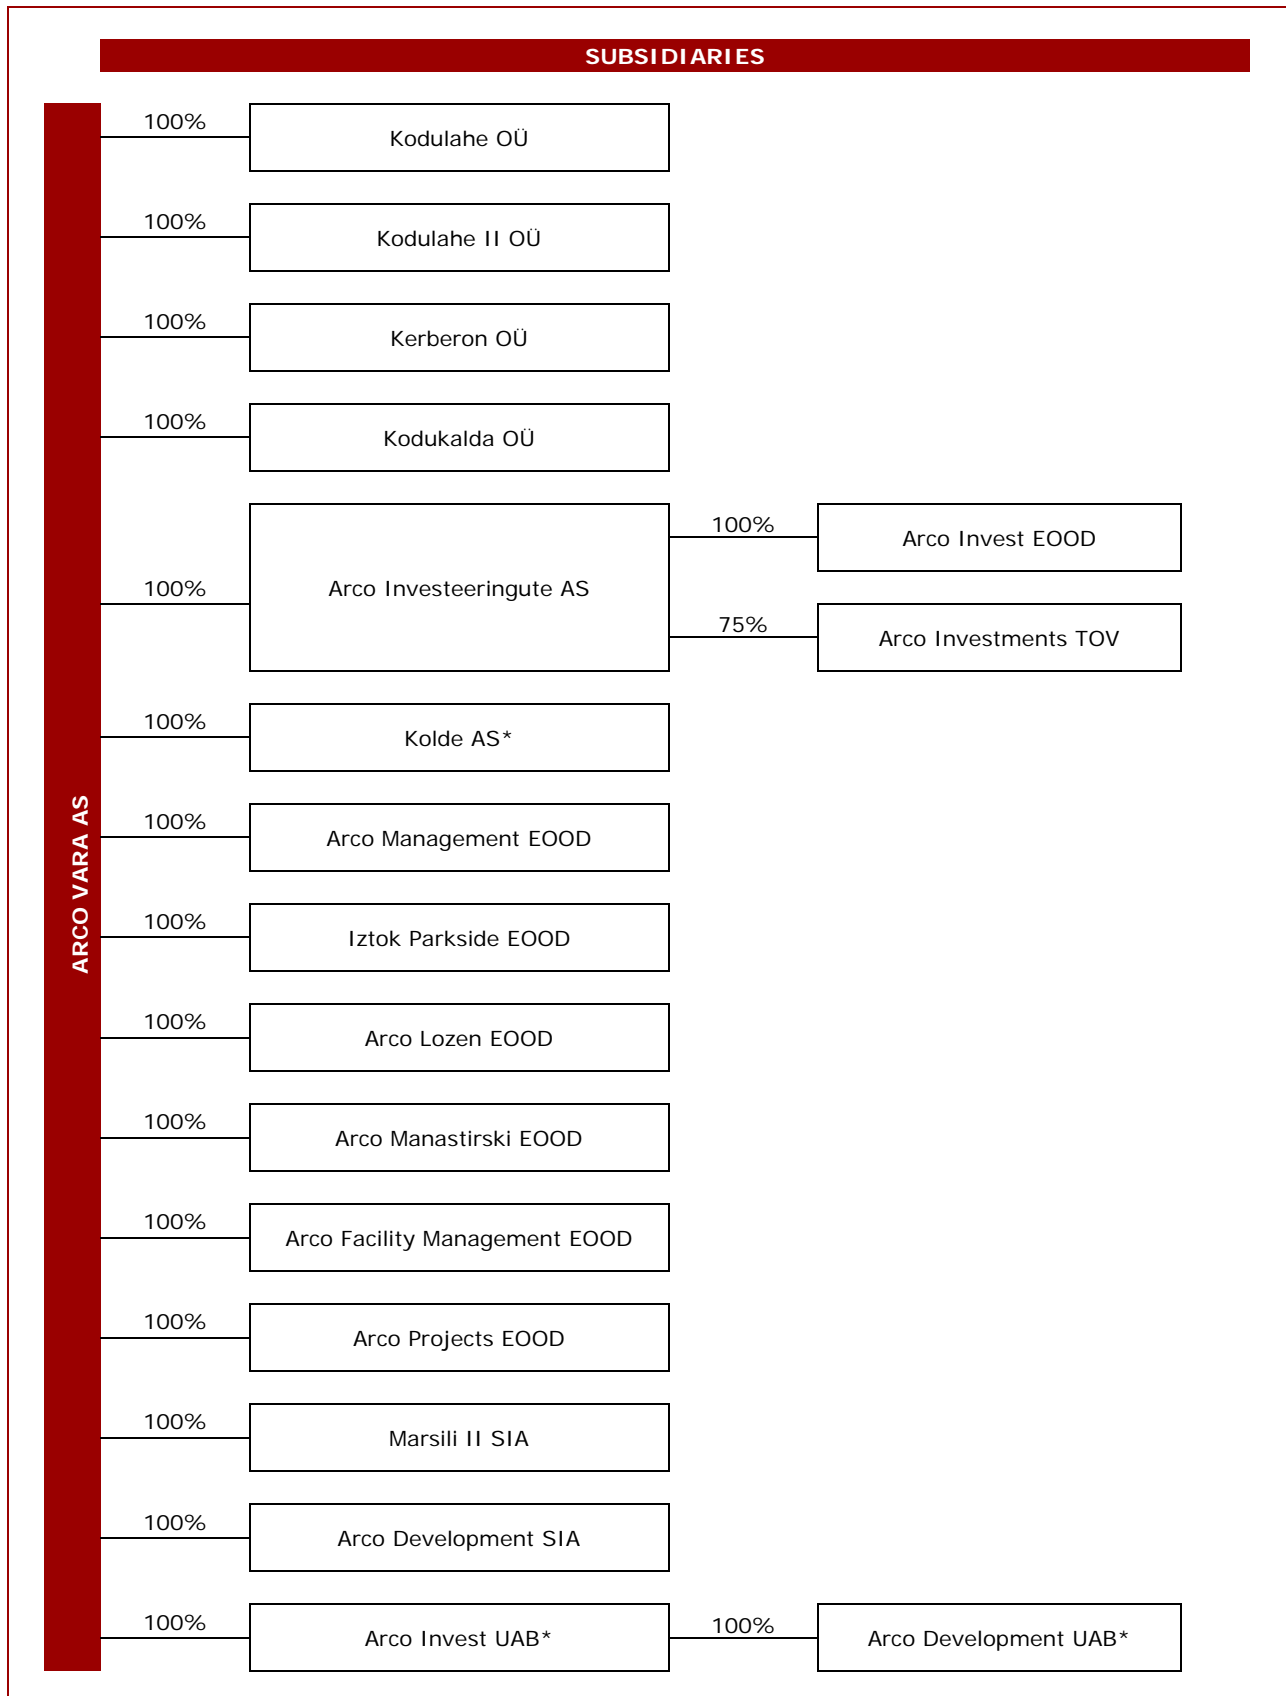 SUBSIDIARIES
ARCO VARA AS
100%
Kodulahe OÜ
100%
Kodulahe II OÜ
100%
Kerberon OÜ
100%
Kodukalda OÜ
100%
Arco Investeeringute AS
100%
Arco Invest EOOD
75%
Arco Investments TOV
100%
Kolde AS*
100%
Arco Management EOOD
100%
Iztok Parkside EOOD
100%
Arco Lozen EOOD
100%
Arco Manastirski EOOD
100%
Arco Facility Management EOOD
100%
Arco Projects EOOD
100%
Marsili II SIA
100%
Arco Development SIA
100%
Arco Invest UAB*
100%
Arco Development UAB*